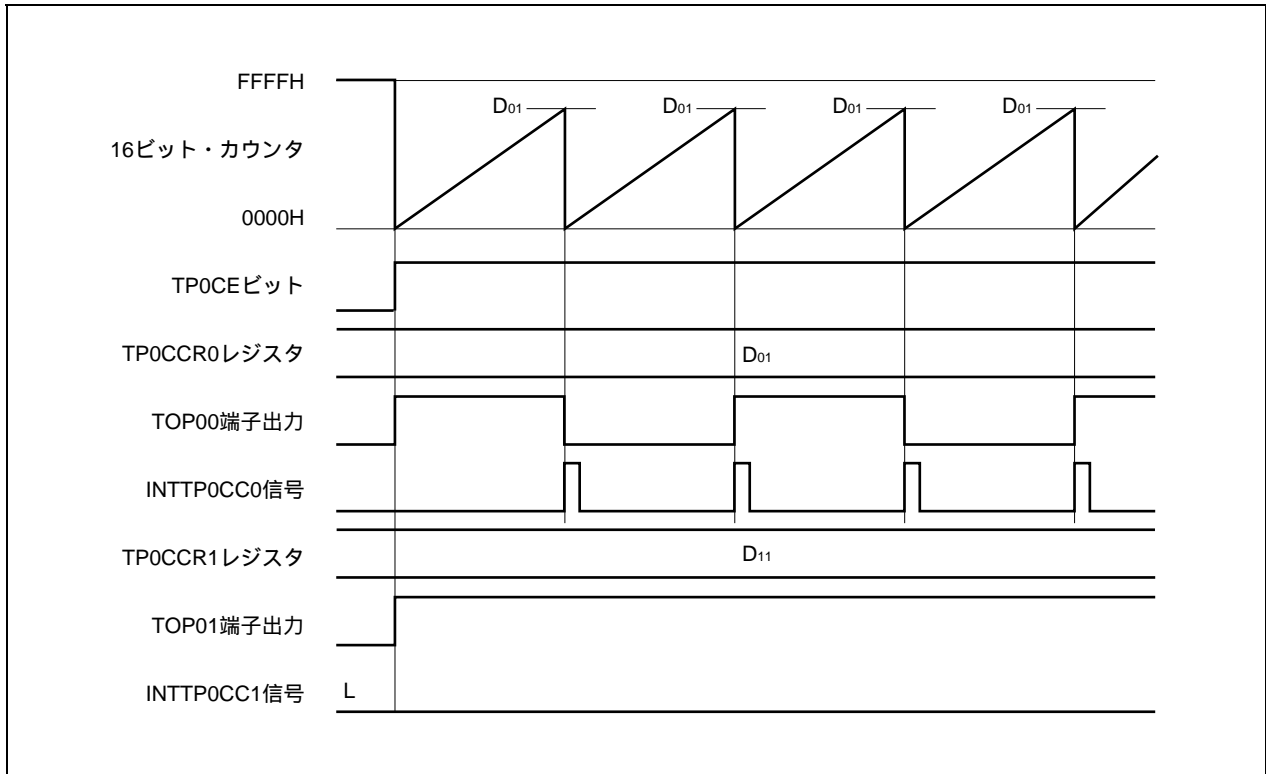 FFFFH
D01 D01 D01 D01
16ビット・カウンタ
0000H
TP0CEビット
TP0CCR0レジスタ D01
TOP00端子出力
INTTP0CC0信号
TP0CCR1レジスタ D11
TOP01端子出力
INTTP0CC1信号 L